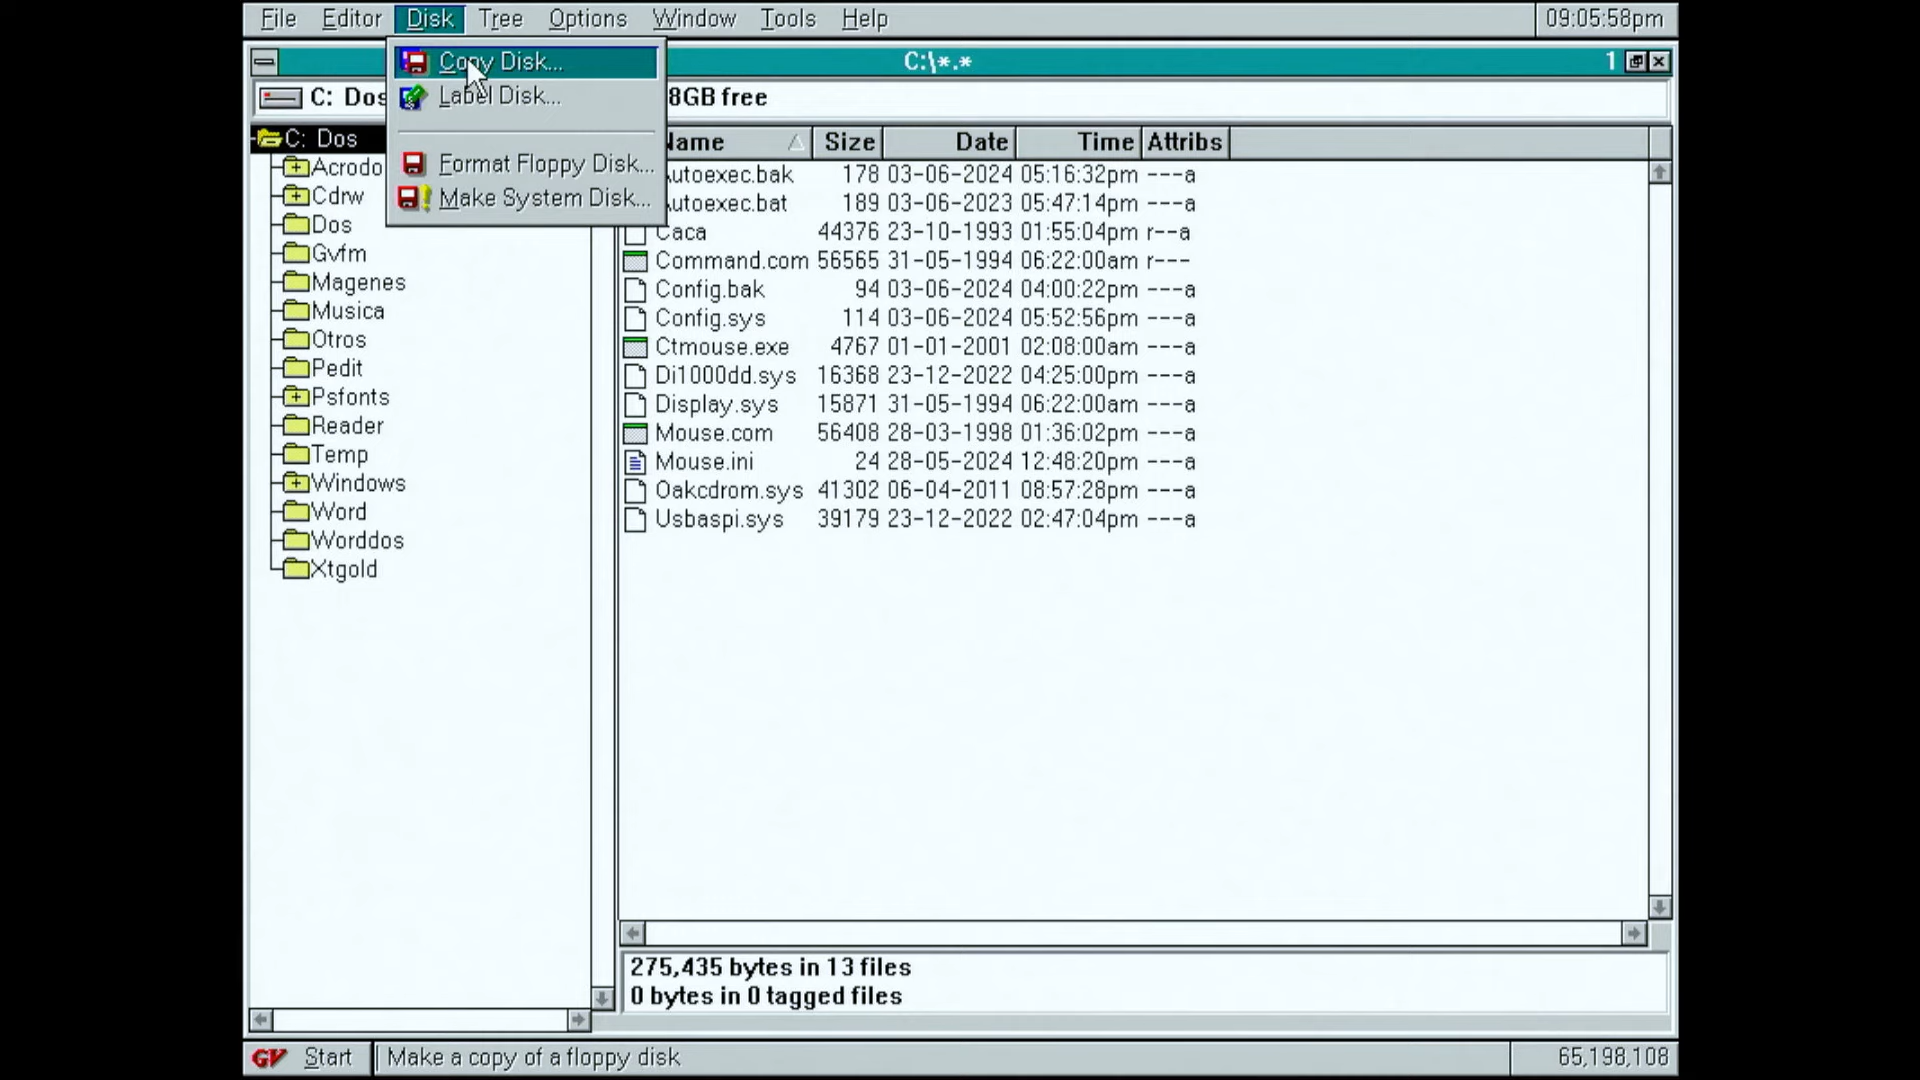 File Editor Disk Tree Options Window Tools Help 09:05:58pm
C:\*.* 1
C: Dos 8GB free
Copy Disk...
Label Disk...
Format Floppy Disk...
Make System Disk...
C: Dos
Acrodo
Cdrw
Dos
Gvfm
Magenes
Musica
Otros
Pedit
Psfonts
Reader
Temp
Windows
Word
Worddos
Xtgold
Name Size Date Time Attribs
Autoexec.bak 178 03-06-2024 05:16:32pm ---a
Autoexec.bat 189 03-06-2023 05:47:14pm ---a
Caca 44376 23-10-1993 01:55:04pm r--a
Command.com 56565 31-05-1994 06:22:00am r---
Config.bak 94 03-06-2024 04:00:22pm ---a
Config.sys 114 03-06-2024 05:52:56pm ---a
Ctmouse.exe 4767 01-01-2001 02:08:00am ---a
Di1000dd.sys 16368 23-12-2022 04:25:00pm ---a
Display.sys 15871 31-05-1994 06:22:00am ---a
Mouse.com 56408 28-03-1998 01:36:02pm ---a
Mouse.ini 24 28-05-2024 12:48:20pm ---a
Oakcdrom.sys 41302 06-04-2011 08:57:28pm ---a
Usbaspi.sys 39179 23-12-2022 02:47:04pm ---a
275,435 bytes in 13 files
0 bytes in 0 tagged files
GV Start Make a copy of a floppy disk 65,198,108